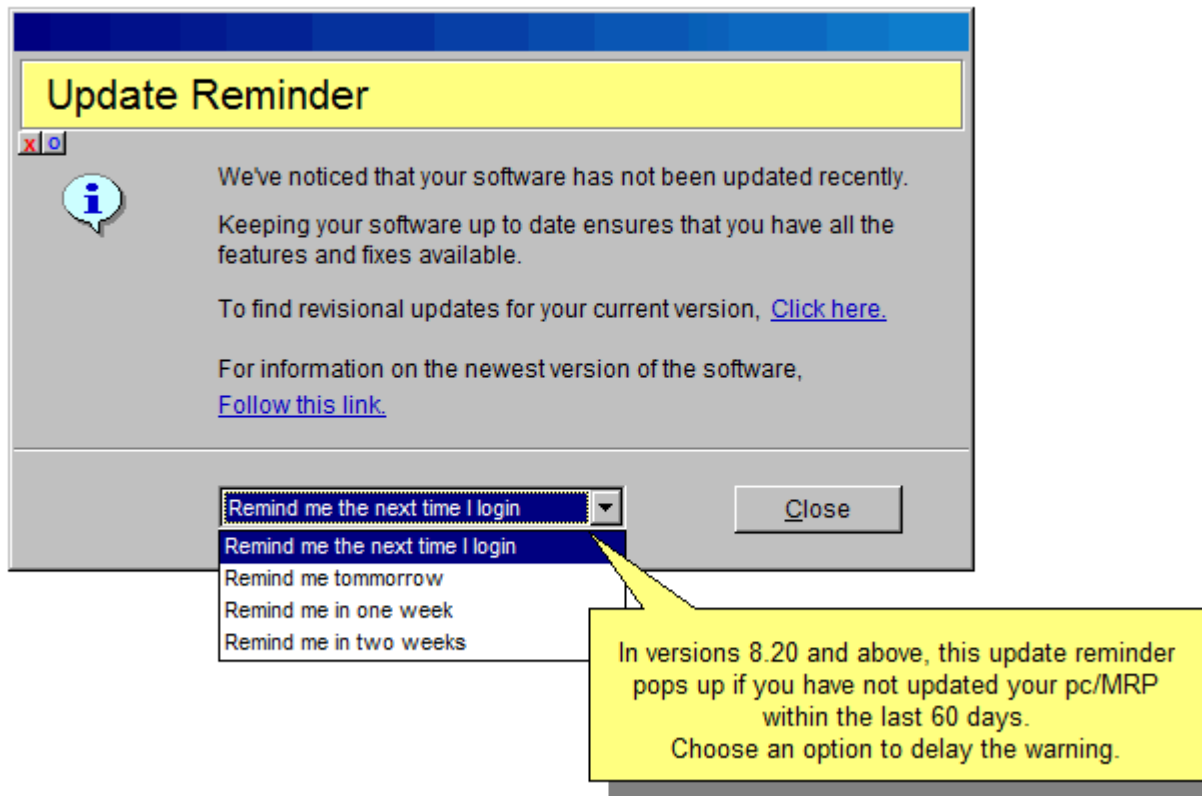 Update Reminder
X O
i
We've noticed that your software has not been updated recently.
Keeping your software up to date ensures that you have all the
features and fixes available.
To find revisional updates for your current version, Click here.
For information on the newest version of the software,
Follow this link.
Remind me the next time I login
Close
Remind me the next time I login
Remind me tommorrow
Remind me in one week
Remind me in two weeks
In versions 8.20 and above, this update reminder
pops up if you have not updated your pc/MRP
within the last 60 days.
Choose an option to delay the warning.